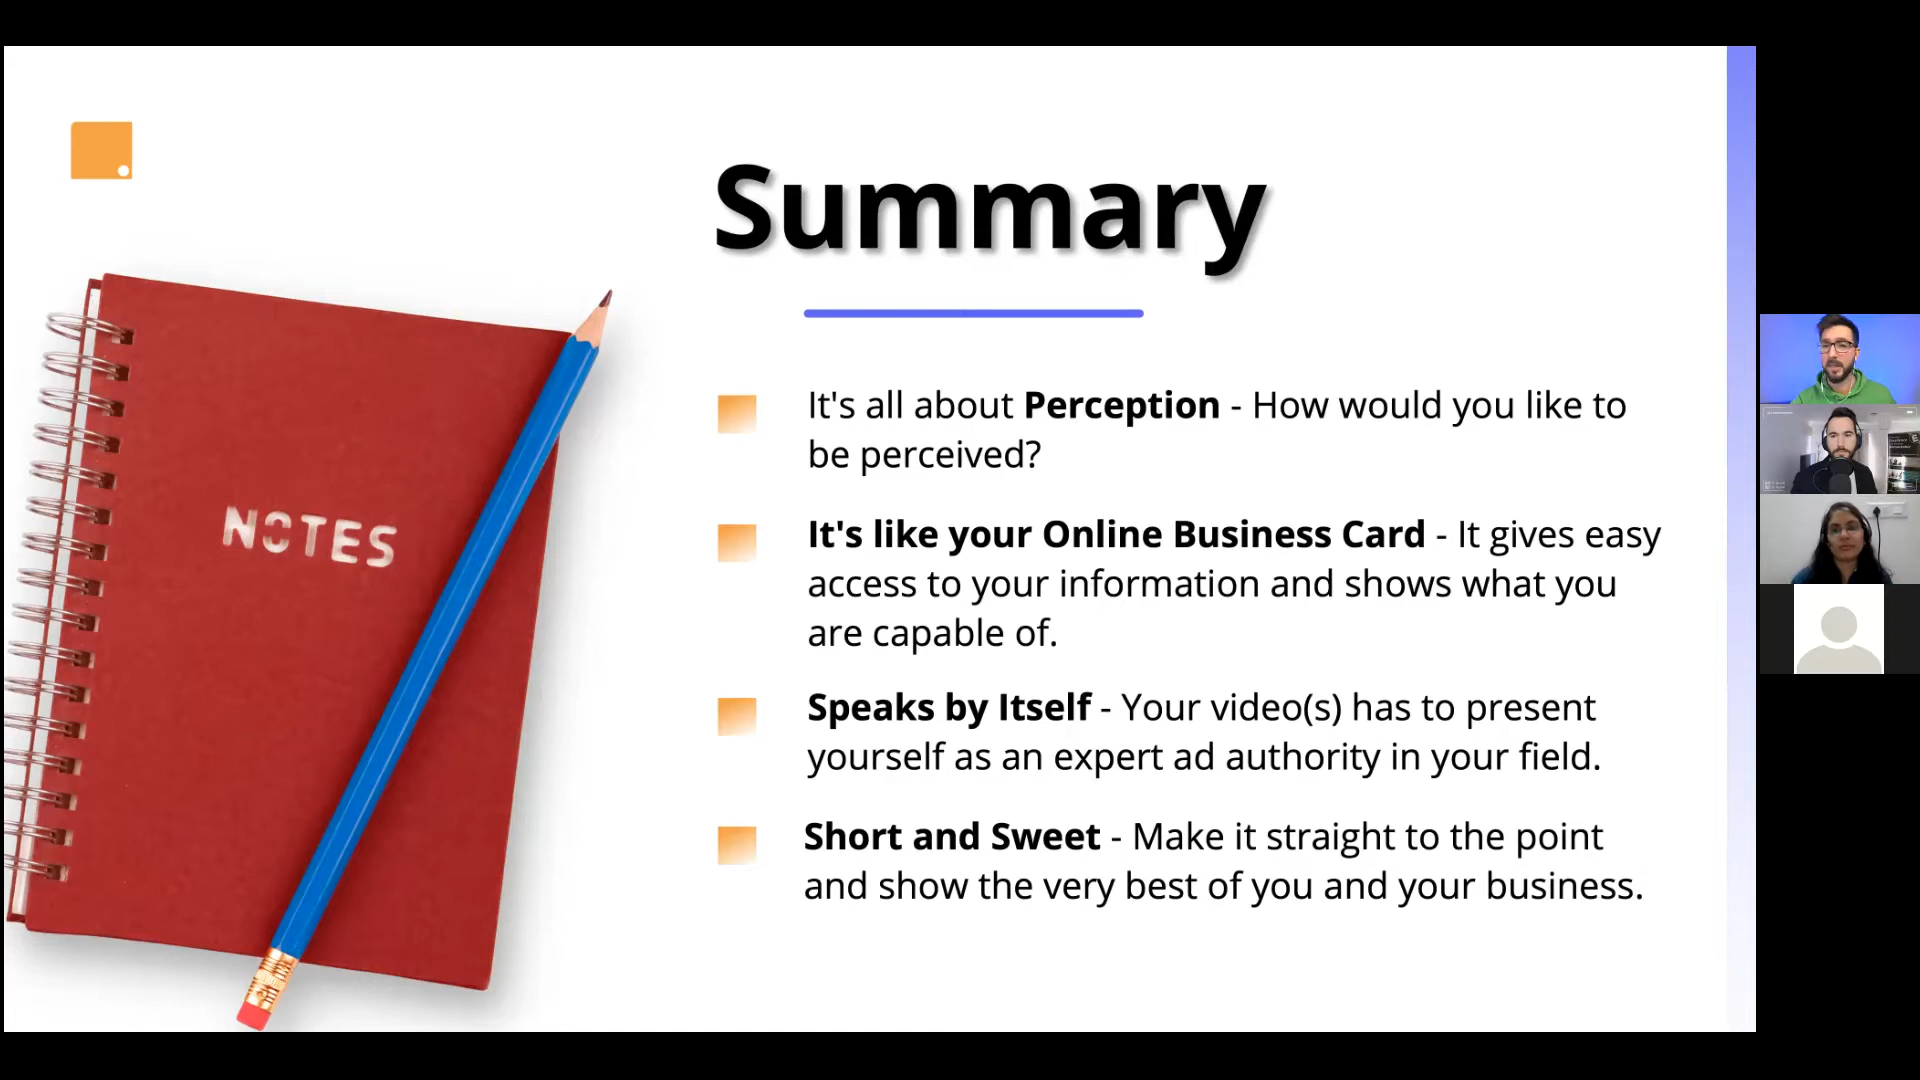 Summary
NOTES
It's all about Perception - How would you like to
be perceived?
It's like your Online Business Card - It gives easy
access to your information and shows what you
are capable of.
Speaks by Itself - Your video(s) has to present
yourself as an expert ad authority in your field.
Short and Sweet - Make it straight to the point
and show the very best of you and your business.